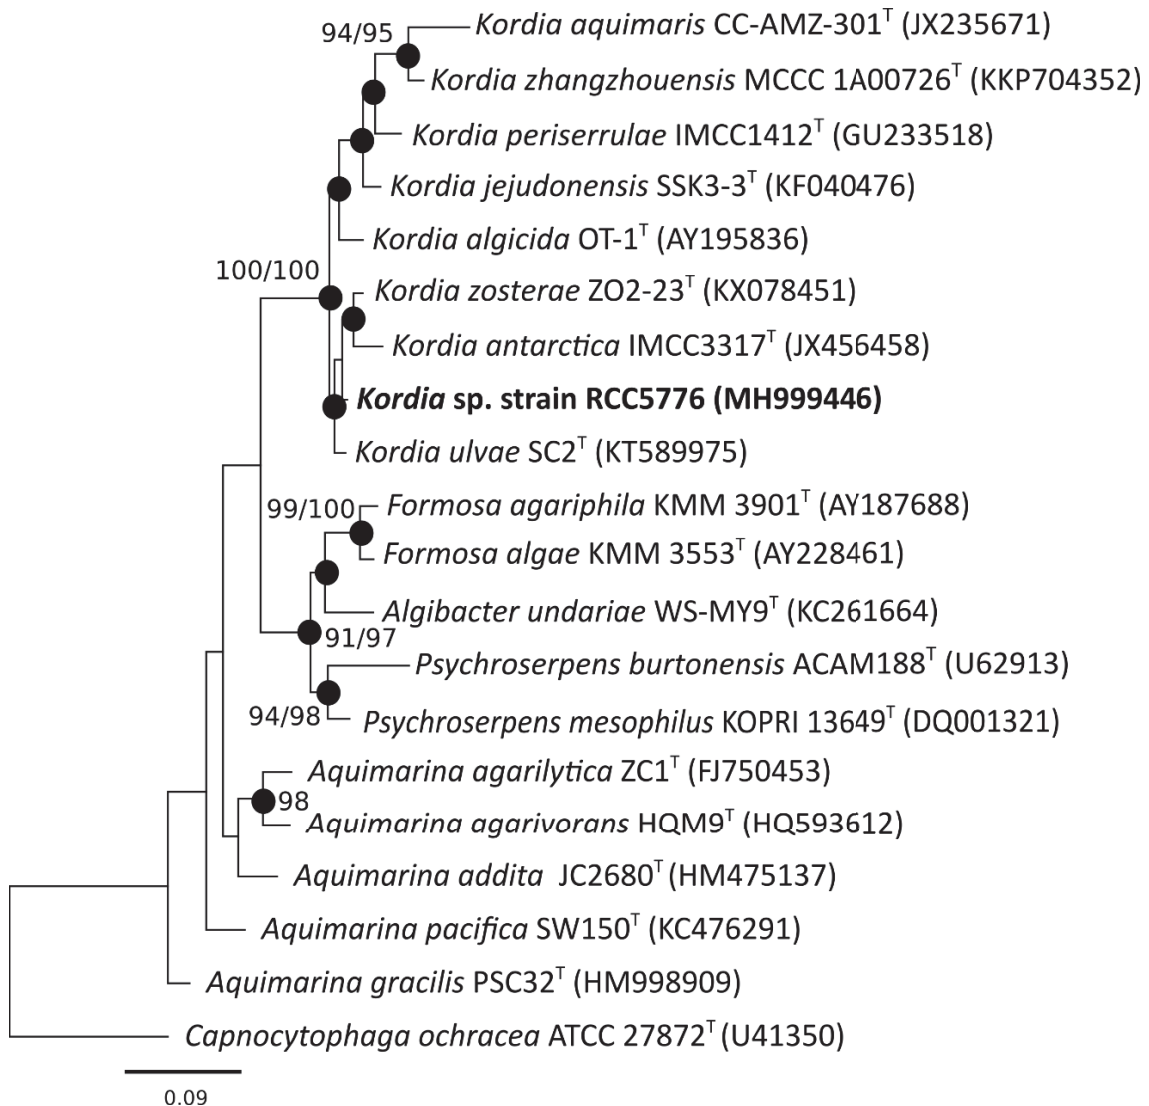 94/95
Kordia aquimaris CC-AMZ-301ᵀ (JX235671)
Kordia zhangzhouensis MCCC 1A00726ᵀ (KKP704352)
Kordia periserrulae IMCC1412ᵀ (GU233518)
Kordia jejudonensis SSK3-3ᵀ (KF040476)
Kordia algicida OT-1ᵀ (AY195836)
100/100
Kordia zosterae ZO2-23ᵀ (KX078451)
Kordia antarctica IMCC3317ᵀ (JX456458)
Kordia sp. strain RCC5776 (MH999446)
Kordia ulvae SC2ᵀ (KT589975)
99/100
Formosa agariphila KMM 3901ᵀ (AY187688)
Formosa algae KMM 3553ᵀ (AY228461)
Algibacter undariae WS-MY9ᵀ (KC261664)
91/97
Psychroserpens burtonensis ACAM188ᵀ (U62913)
94/98
Psychroserpens mesophilus KOPRI 13649ᵀ (DQ001321)
Aquimarina agarilytica ZC1ᵀ (FJ750453)
98
Aquimarina agarivorans HQM9ᵀ (HQ593612)
Aquimarina addita JC2680ᵀ (HM475137)
Aquimarina pacifica SW150ᵀ (KC476291)
Aquimarina gracilis PSC32ᵀ (HM998909)
Capnocytophaga ochracea ATCC 27872ᵀ (U41350)
0.09